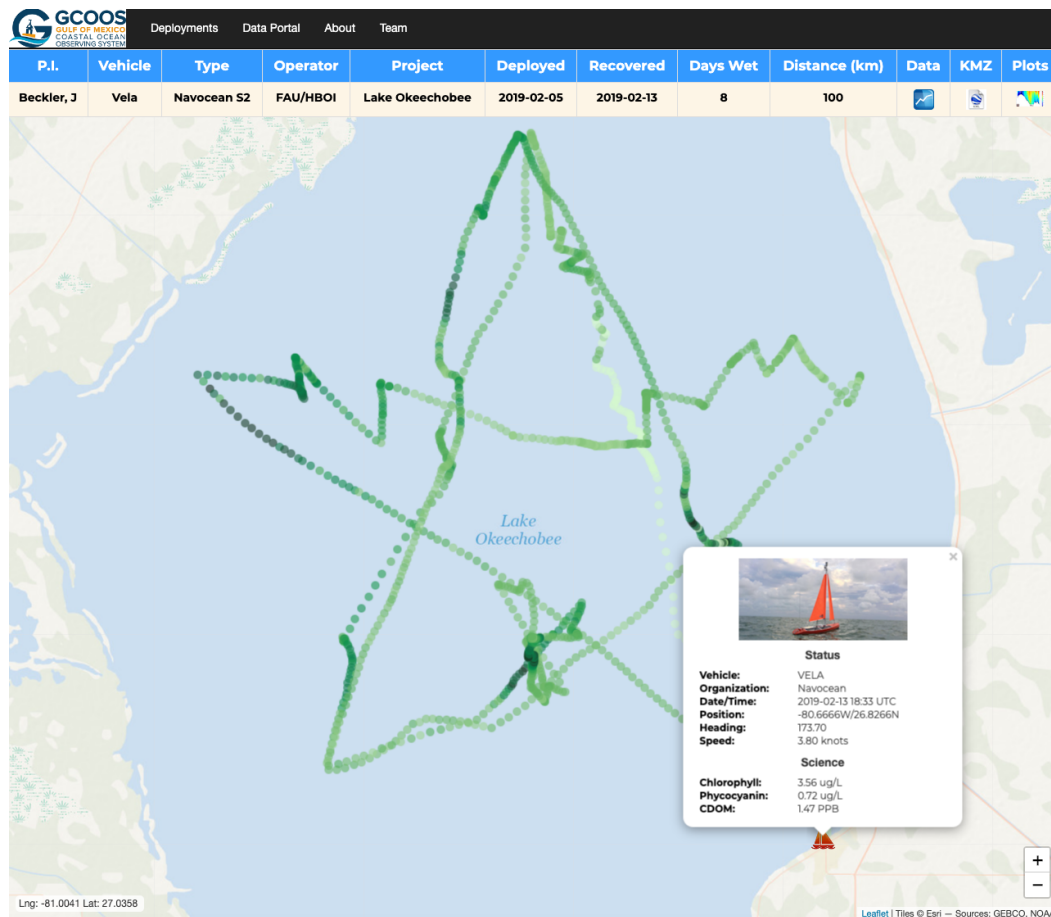 GCOOS
GULF OF MEXICO
COASTAL OCEAN
OBSERVING SYSTEM
Deployments Data Portal About Team
P.I. Vehicle Type Operator Project Deployed Recovered Days Wet Distance (km) Data KMZ Plots
Beckler, J Vela Navocean S2 FAU/HBOI Lake Okeechobee 2019-02-05 2019-02-13 8 100
Lake
Okeechobee
×
Status
Vehicle: VELA
Organization: Navocean
Date/Time: 2019-02-13 18:33 UTC
Position: -80.6666W/26.8266N
Heading: 173.70
Speed: 3.80 knots
Science
Chlorophyll: 3.56 ug/L
Phycocyanin: 0.72 ug/L
CDOM: 1.47 PPB
+
−
Lng: -81.0041 Lat: 27.0358
Leaflet | Tiles © Esri — Sources: GEBCO, NOA